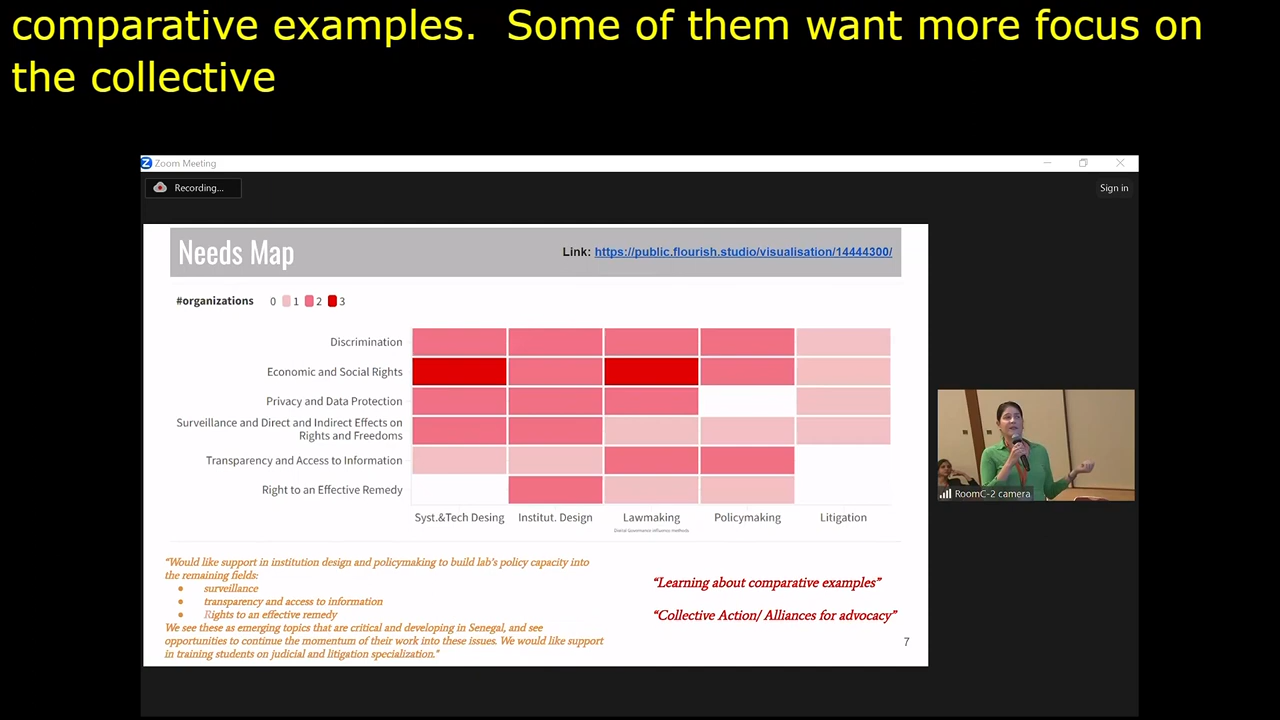 comparative examples.  Some of them want more focus on
the collective
Zoom Meeting
Recording...
Sign in
Needs Map
Link: https://public.flourish.studio/visualisation/14444300/
#organizations 0 1 2 3
Discrimination
Economic and Social Rights
Privacy and Data Protection
Surveillance and Direct and Indirect Effects on
Rights and Freedoms
Transparency and Access to Information
Right to an Effective Remedy
Syst.&Tech Desing Institut. Design Lawmaking Policymaking Litigation
Digital Governance influence methods
"Would like support in institution design and policymaking to build lab's policy capacity into
the remaining fields:
● surveillance
● transparency and access to information
● Rights to an effective remedy
We see these as emerging topics that are critical and developing in Senegal, and see
opportunities to continue the momentum of their work into these issues. We would like support
in training students on judicial and litigation specialization."
"Learning about comparative examples"
"Collective Action/ Alliances for advocacy"
7
RoomC-2 camera